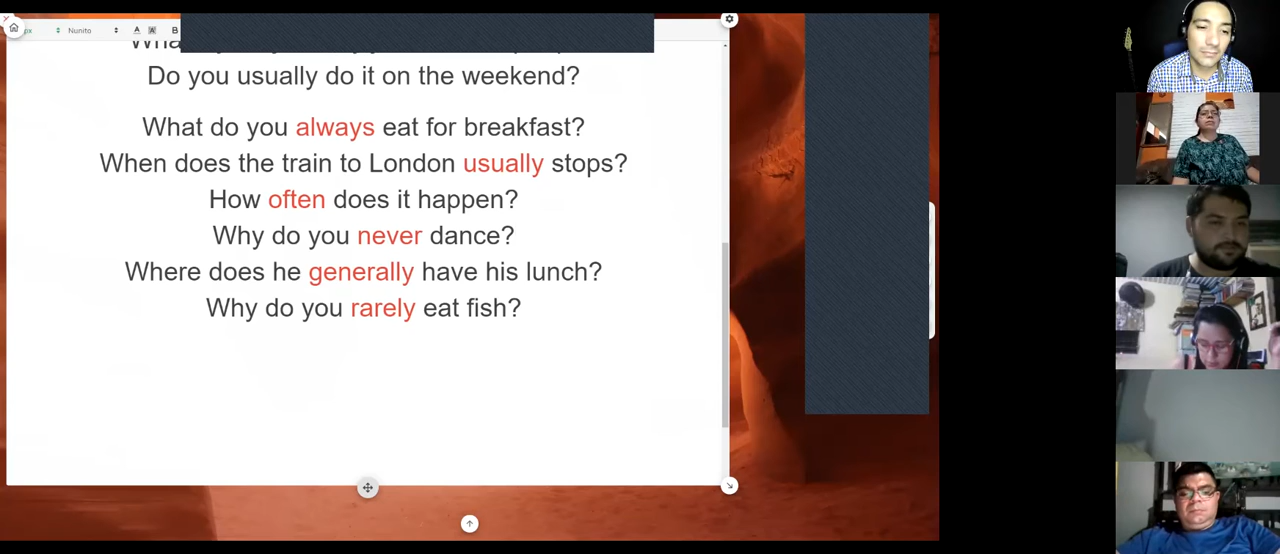 px Nunito A A B
Do you usually do it on the weekend?
What do you always eat for breakfast?
When does the train to London usually stops?
How often does it happen?
Why do you never dance?
Where does he generally have his lunch?
Why do you rarely eat fish?